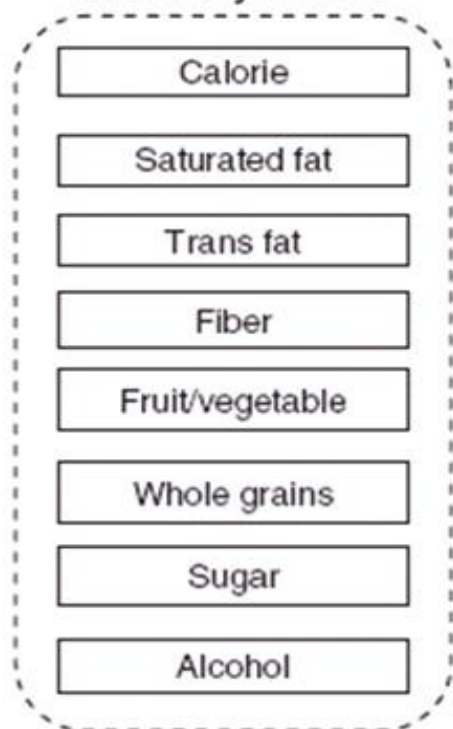 Calorie
Saturated fat
Trans fat
Fiber
Fruit/vegetable
Whole grains
Sugar
Alcohol